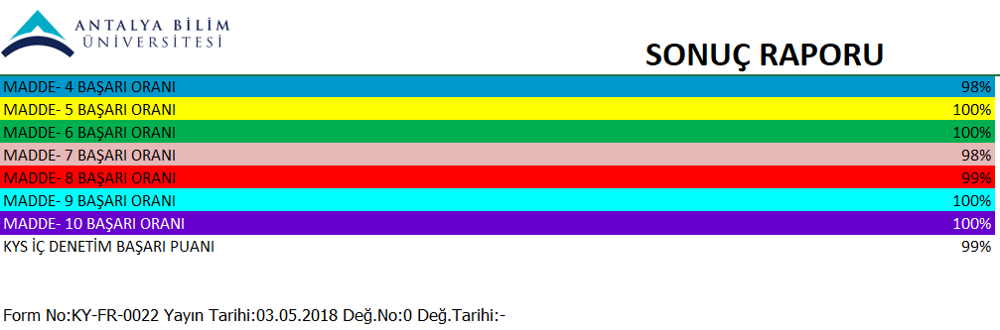 ANTALYA BİLİM
ÜNİVERSİTESİ
SONUÇ RAPORU
MADDE- 4 BAŞARI ORANI 98%
MADDE- 5 BAŞARI ORANI 100%
MADDE- 6 BAŞARI ORANI 100%
MADDE- 7 BAŞARI ORANI 98%
MADDE- 8 BAŞARI ORANI 99%
MADDE- 9 BAŞARI ORANI 100%
MADDE- 10 BAŞARI ORANI 100%
KYS İÇ DENETİM BAŞARI PUANI 99%
Form No:KY-FR-0022 Yayın Tarihi:03.05.2018 Değ.No:0 Değ.Tarihi:-